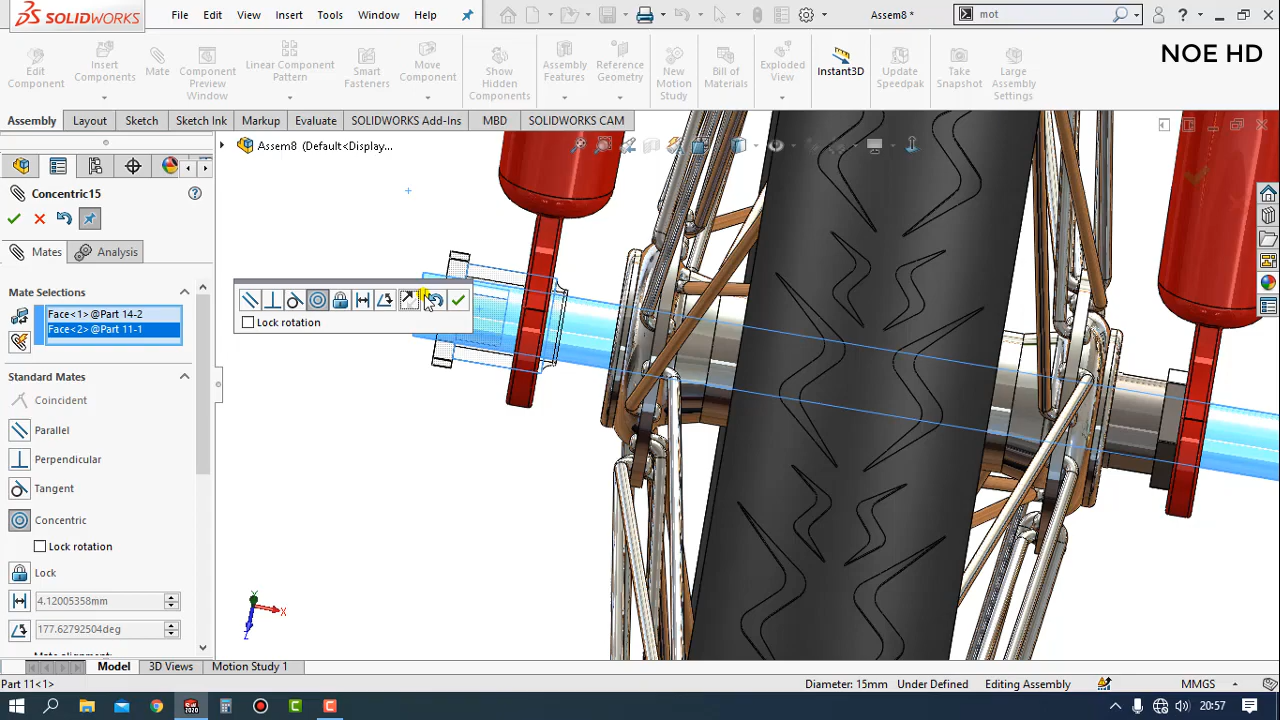 SOLIDWORKS
File Edit View Insert Tools Window Help
Assem8 *
mot
NOE HD
Edit Component
Insert Components
Mate
Component Preview Window
Linear Component Pattern
Smart Fasteners
Move Component
Show Hidden Components
Assembly Features
Reference Geometry
New Motion Study
Bill of Materials
Exploded View
Instant3D
Update Speedpak
Take Snapshot
Large Assembly Settings
Assembly Layout Sketch Sketch Ink Markup Evaluate SOLIDWORKS Add-Ins MBD SOLIDWORKS CAM
Assem8 (Default<Display...
Concentric15
Mates Analysis
Mate Selections
Face<1> @Part 14-2
Face<2> @Part 11-1
Lock rotation
Standard Mates
Coincident
Parallel
Perpendicular
Tangent
Concentric
Lock rotation
Lock
4.12005358mm
177.62792504deg
Mate alignment:
X
Y
Z
Model 3D Views Motion Study 1
Part 11<1>
Diameter: 15mm Under Defined Editing Assembly MMGS
20:57